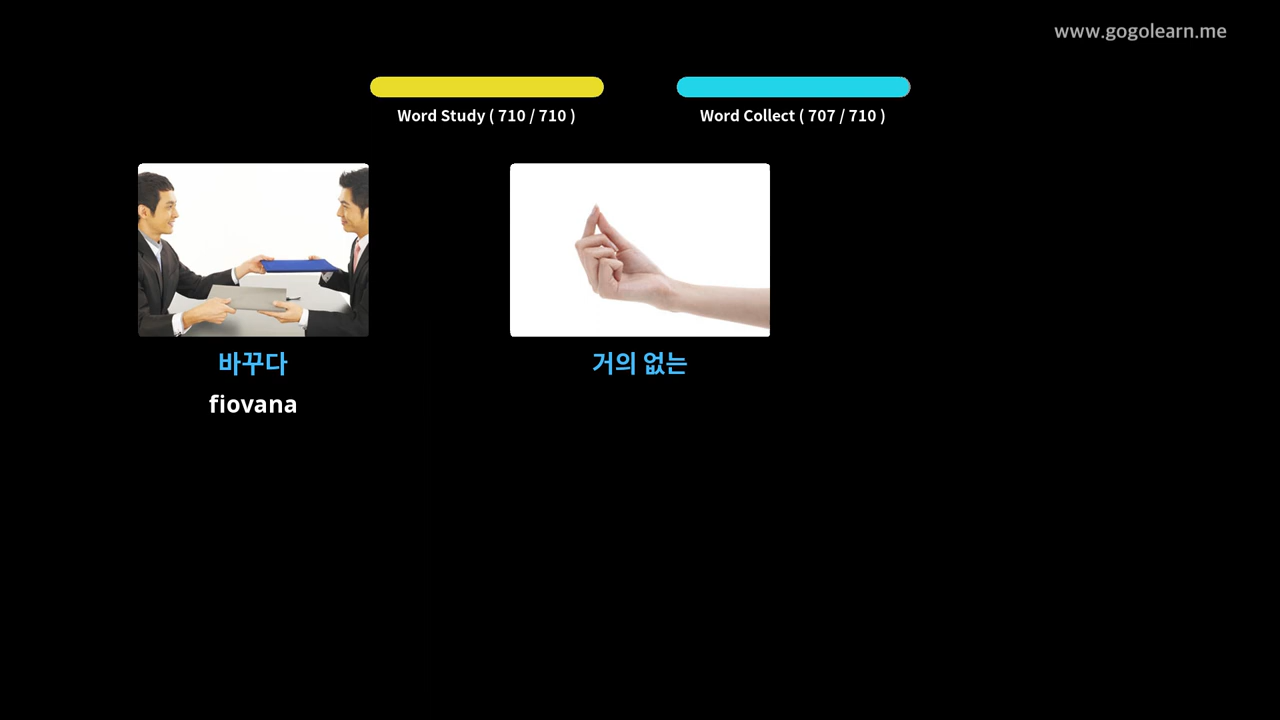 www.gogolearn.me
Word Study ( 710 / 710 )
Word Collect ( 707 / 710 )
바꾸다
fiovana
거의 없는